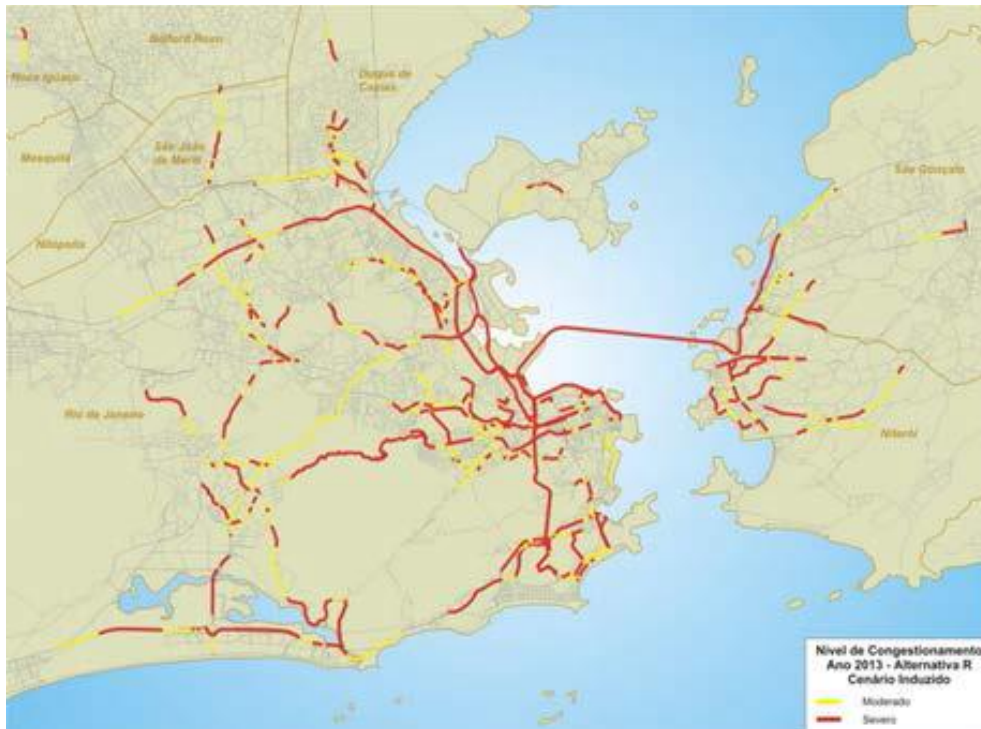 Belford Roxo
Nova Iguaçu
Duque de
Caxias
Mesquita
São João
de Meriti
São Gonçalo
Nilópolis
Rio de Janeiro
Niterói
Nível de Congestionamento
Ano 2013 - Alternativa R
Cenário Induzido
Moderado
Severo